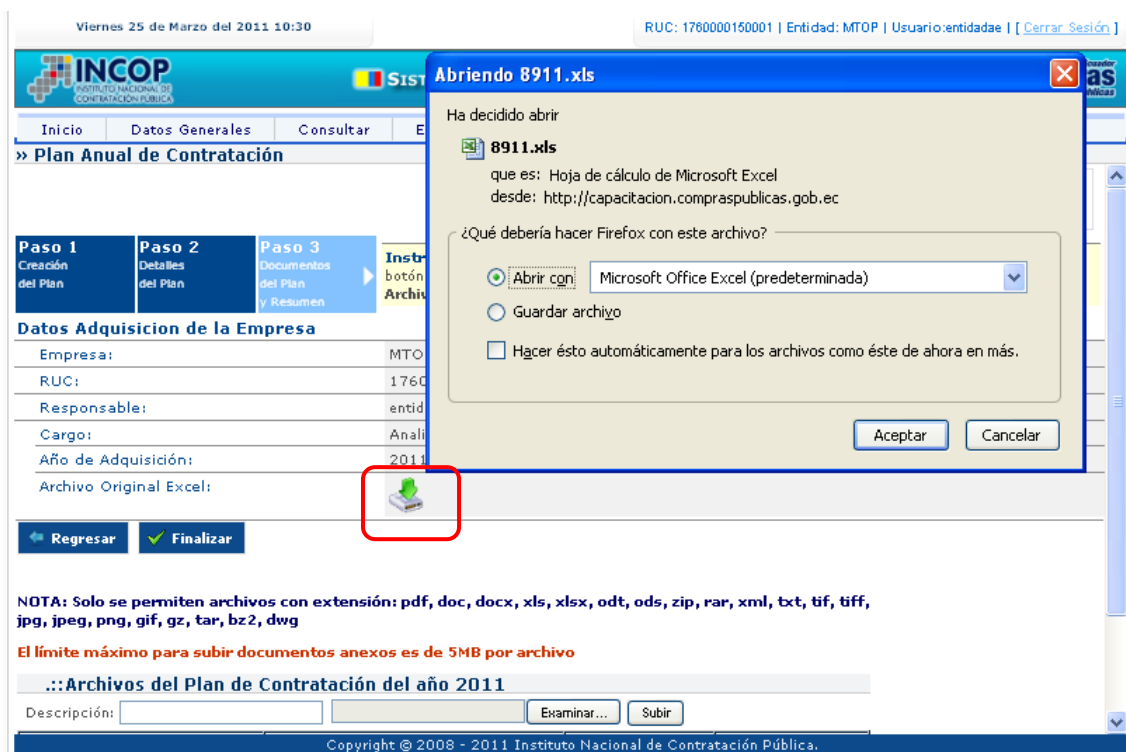 Viernes 25 de Marzo del 2011 10:30
RUC: 1760000150001 | Entidad: MTOP | Usuario:entidadae | [ Cerrar Sesión ]
INCOP
INSTITUTO NACIONAL DE
CONTRATACIÓN PÚBLICA
SIST
Abriendo 8911.xls
Inicio
Datos Generales
Consultar
E
» Plan Anual de Contratación
Ha decidido abrir
8911.xls
que es: Hoja de cálculo de Microsoft Excel
desde: http://capacitacion.compraspublicas.gob.ec
¿Qué debería hacer Firefox con este archivo?
Abrir con
Microsoft Office Excel (predeterminada)
Guardar archivo
Hacer ésto automáticamente para los archivos como éste de ahora en más.
Aceptar
Cancelar
Paso 1
Creación
del Plan
Paso 2
Detalles
del Plan
Paso 3
Documentos
del Plan
y Resumen
Instr
botón
Archiv
Datos Adquisicion de la Empresa
Empresa: MTO
RUC: 1760
Responsable: entid
Cargo: Anali
Año de Adquisición: 2011
Archivo Original Excel:
Regresar
Finalizar
NOTA: Solo se permiten archivos con extensión: pdf, doc, docx, xls, xlsx, odt, ods, zip, rar, xml, txt, tif, tiff,
jpg, jpeg, png, gif, gz, tar, bz2, dwg
El límite máximo para subir documentos anexos es de 5MB por archivo
.::Archivos del Plan de Contratación del año 2011
Descripción:
Examinar...
Subir
Copyright @ 2008 - 2011 Instituto Nacional de Contratación Pública.